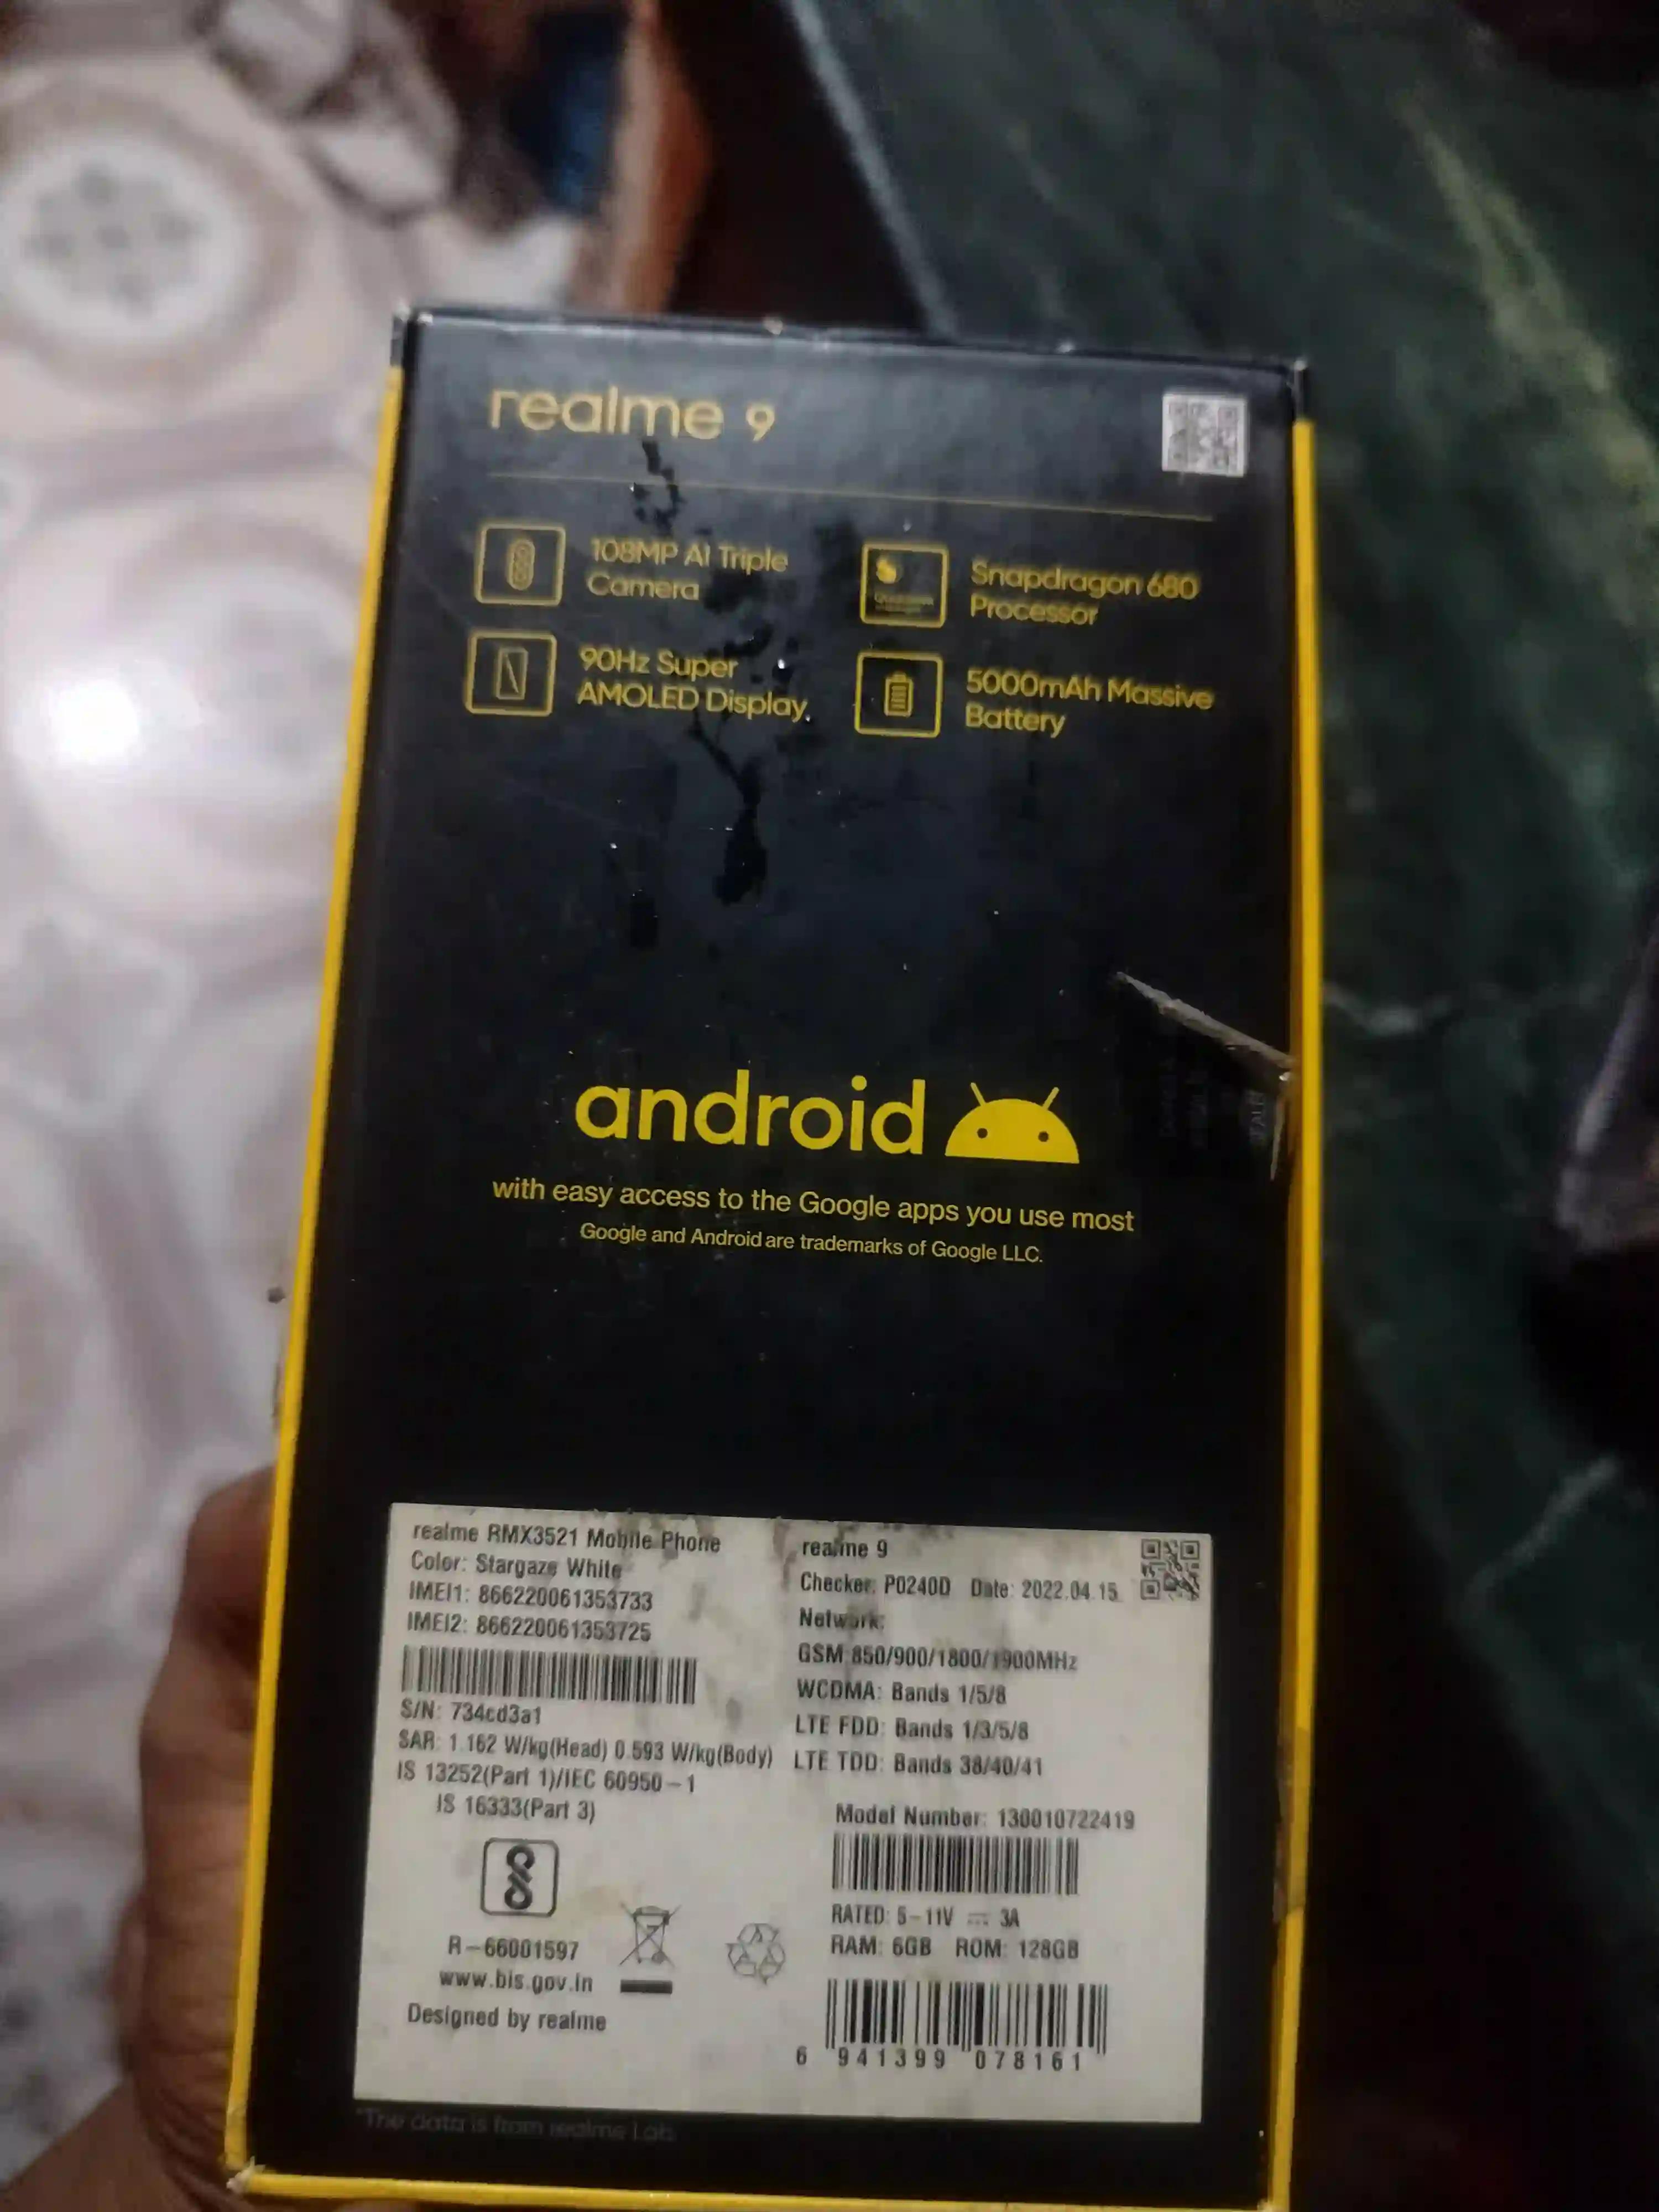 realme 9
108MP AI Triple
Camera
Snapdragon 680
Processor
90Hz Super
AMOLED Display
5000mAh Massive
Battery
android
with easy access to the Google apps you use most
Google and Android are trademarks of Google LLC.
realme RMX3521 Mobile Phone
Color: Stargaze White
IMEI1: 866220061353733
IMEI2: 866220061353725
S/N: 734cd3a1
SAR: 1.162 W/kg(Head) 0.593 W/kg(Body)
IS 13252(Part 1)/IEC 60950-1
IS 16333(Part 3)
R-66001597
www.bis.gov.in
Designed by realme
realme 9
Checker: P0240D Date: 2022.04.15
Network:
GSM 850/900/1800/1900MHz
WCDMA: Bands 1/5/8
LTE FDD: Bands 1/3/5/8
LTE TDD: Bands 38/40/41
Model Number: 130010722419
RATED: 5-11V ⎓ 3A
RAM: 6GB ROM: 128GB
6 941399 078161
*The data is from realme Lab